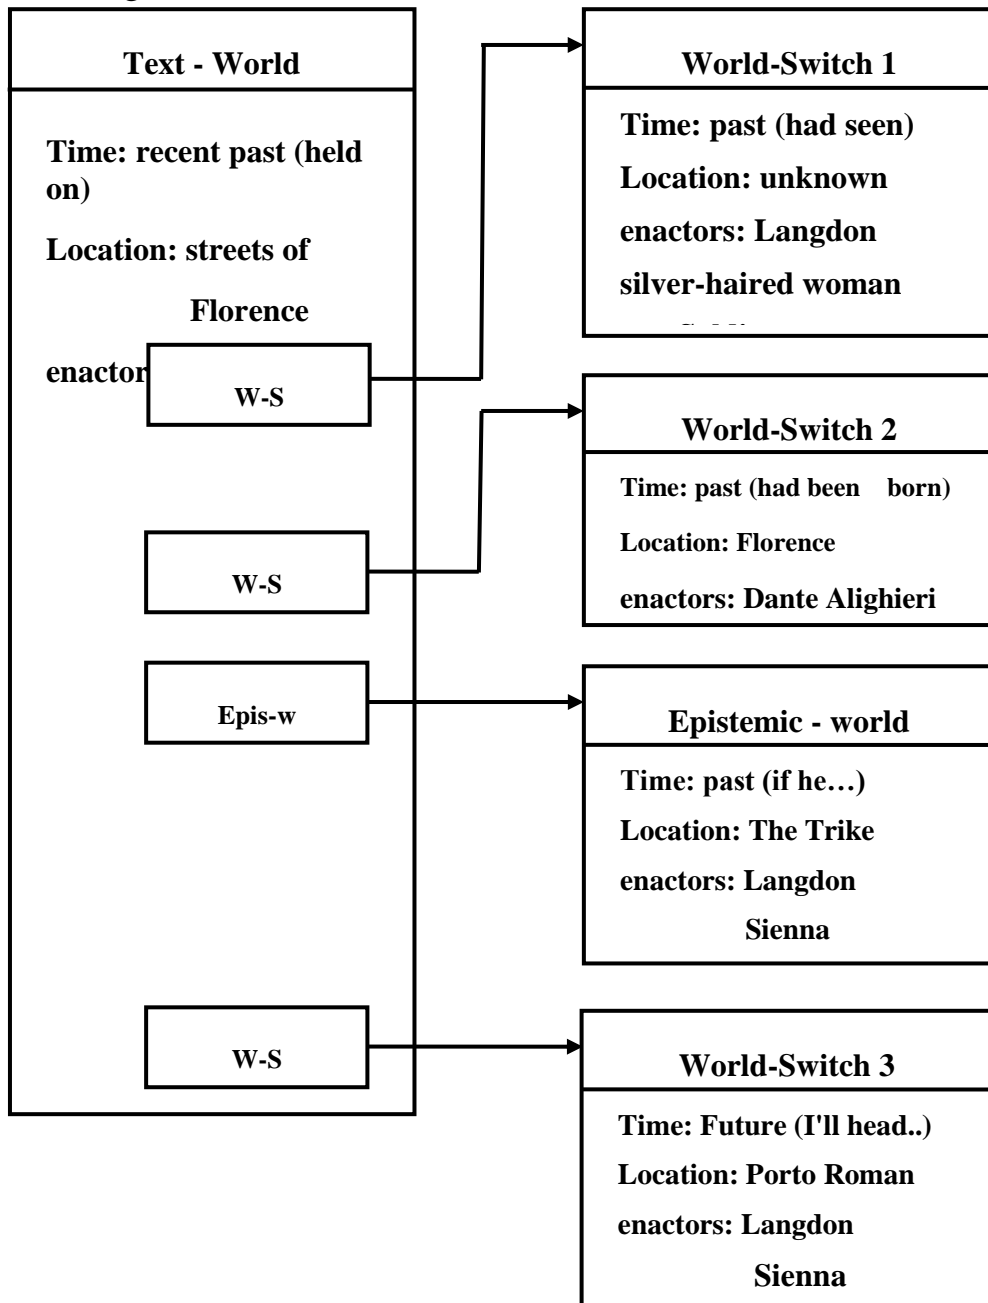 Text - World
Time: recent past (held
on)
Location: streets of
Florence
enactor
W-S
W-S
Epis-w
W-S
World-Switch 1
Time: past (had seen)
Location: unknown
enactors: Langdon
silver-haired woman
World-Switch 2
Time: past (had been born)
Location: Florence
enactors: Dante Alighieri
Epistemic - world
Time: past (if he…)
Location: The Trike
enactors: Langdon
Sienna
World-Switch 3
Time: Future (I'll head..)
Location: Porto Roman
enactors: Langdon
Sienna